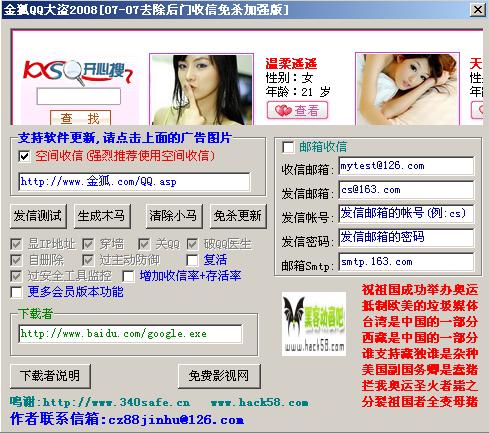 金狐QQ大盗2008[07-07去除后门收信免杀加强版]
KXS 开心搜
查 找
温柔遥遥
性别：女
年龄：21 岁
查看
天
性
年
支持软件更新,请点击上面的广告图片
空间收信(强烈推荐使用空间收信)
http://www.金狐.com/QQ.asp
发信测试 生成木马 清除小马 免杀更新
显IP地址 穿墙 关QQ 破QQ医生
自删除 过主动防御 复活
过安全工具监控 增加收信率+存活率
更多会员版本功能
下载者
http://www.baidu.com/google.exe
下载者说明 免费影视网
鸣谢:http://www.340safe.cn www.hack58.com
作者联系信箱:cz88jinhu@126.com
邮箱收信
收信邮箱: mytest@126.com
发信邮箱: cs@163.com
发信帐号: 发信邮箱的帐号(例:cs)
发信密码: 发信邮箱的密码
邮箱Smtp: smtp.163.com
黑客动画吧
www.hack58.com
祝祖国成功举办奥运
抵制欧美的垃圾媒体
台湾是中国的一部分
西藏是中国的一部分
谁支持藏独谁是杂种
美国副国务卿是蠢猪
拦我奥运圣火者毙之
分裂祖国者全变母猪